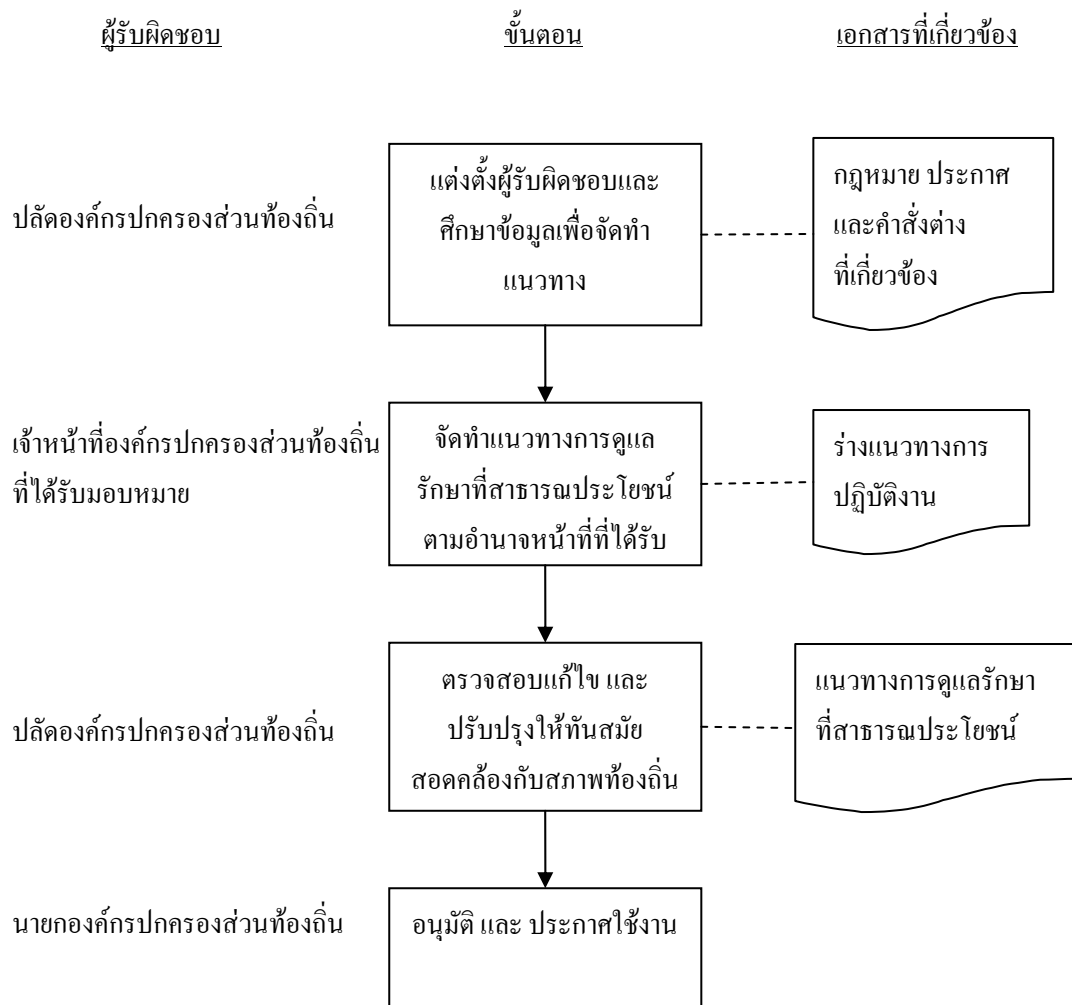 ผู้รับผิดชอบ
ขั้นตอน
เอกสารที่เกี่ยวข้อง
ปลัดองค์กรปกครองส่วนท้องถิ่น
แต่งตั้งผู้รับผิดชอบและ
ศึกษาข้อมูลเพื่อจัดทำ
แนวทาง
กฎหมาย ประกาศ
และคำสั่งต่าง
ที่เกี่ยวข้อง
เจ้าหน้าที่องค์กรปกครองส่วนท้องถิ่น
ที่ได้รับมอบหมาย
จัดทำแนวทางการดูแล
รักษาที่สาธารณประโยชน์
ตามอำนาจหน้าที่ที่ได้รับ
ร่างแนวทางการ
ปฏิบัติงาน
ปลัดองค์กรปกครองส่วนท้องถิ่น
ตรวจสอบแก้ไข และ
ปรับปรุงให้ทันสมัย
สอดคล้องกับสภาพท้องถิ่น
แนวทางการดูแลรักษา
ที่สาธารณประโยชน์
นายกองค์กรปกครองส่วนท้องถิ่น
อนุมัติ และ ประกาศใช้งาน